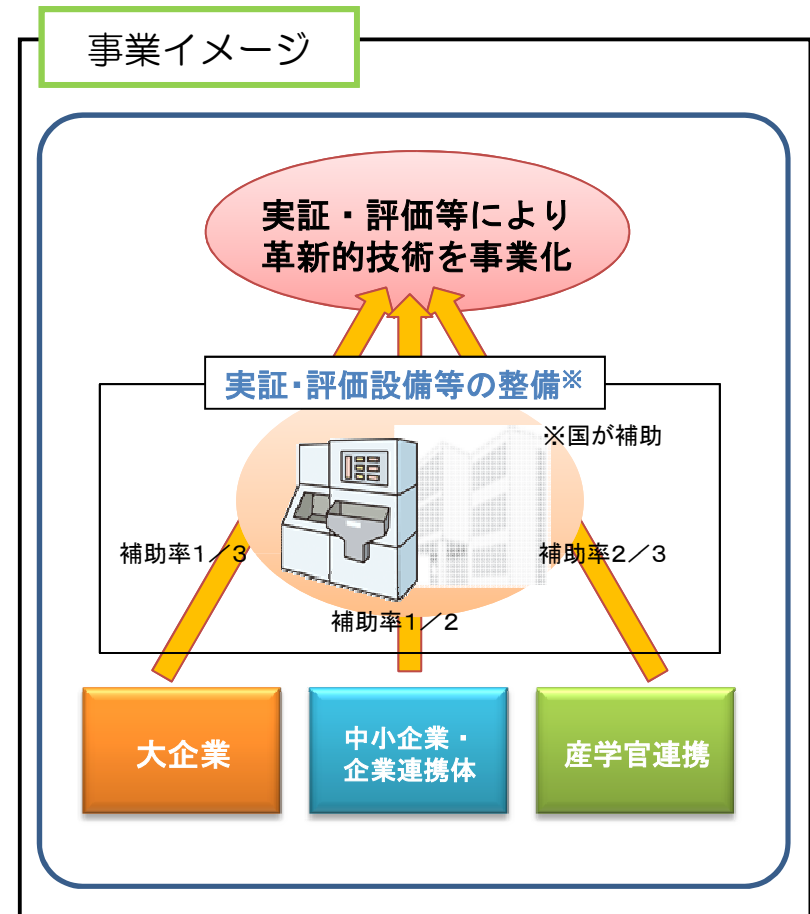 事業イメージ
実証・評価等により
革新的技術を事業化
実証・評価設備等の整備※
※国が補助
補助率１／３
補助率２／３
補助率１／２
大企業
中小企業・
企業連携体
産学官連携